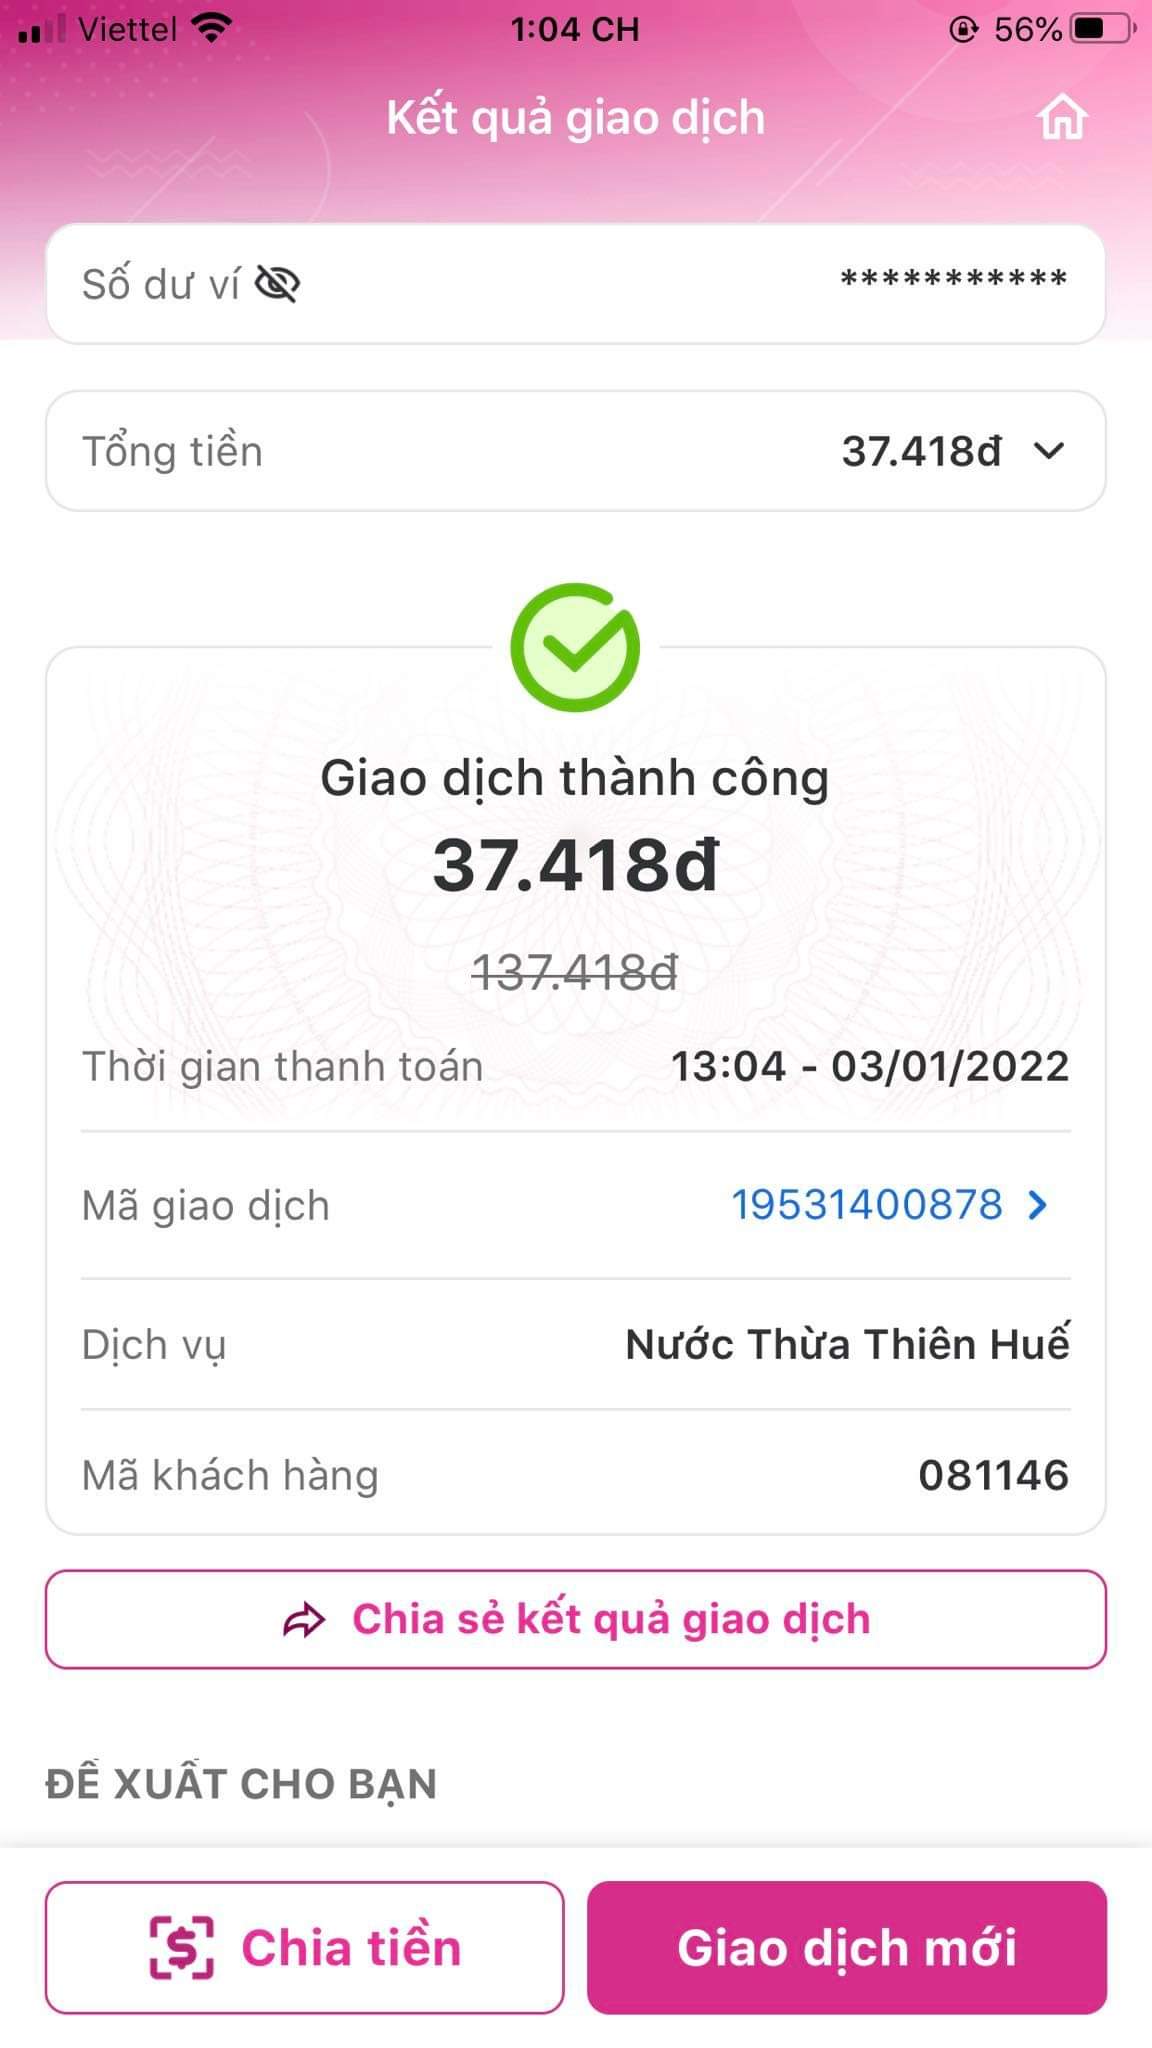 Viettel 1:04 CH 56%
Kết quả giao dịch
Số dư ví ***********
Tổng tiền 37.418đ
Giao dịch thành công
37.418đ
137.418đ
Thời gian thanh toán 13:04 - 03/01/2022
Mã giao dịch 19531400878
Dịch vụ Nước Thừa Thiên Huế
Mã khách hàng 081146
Chia sẻ kết quả giao dịch
ĐỀ XUẤT CHO BẠN
$ Chia tiền Giao dịch mới